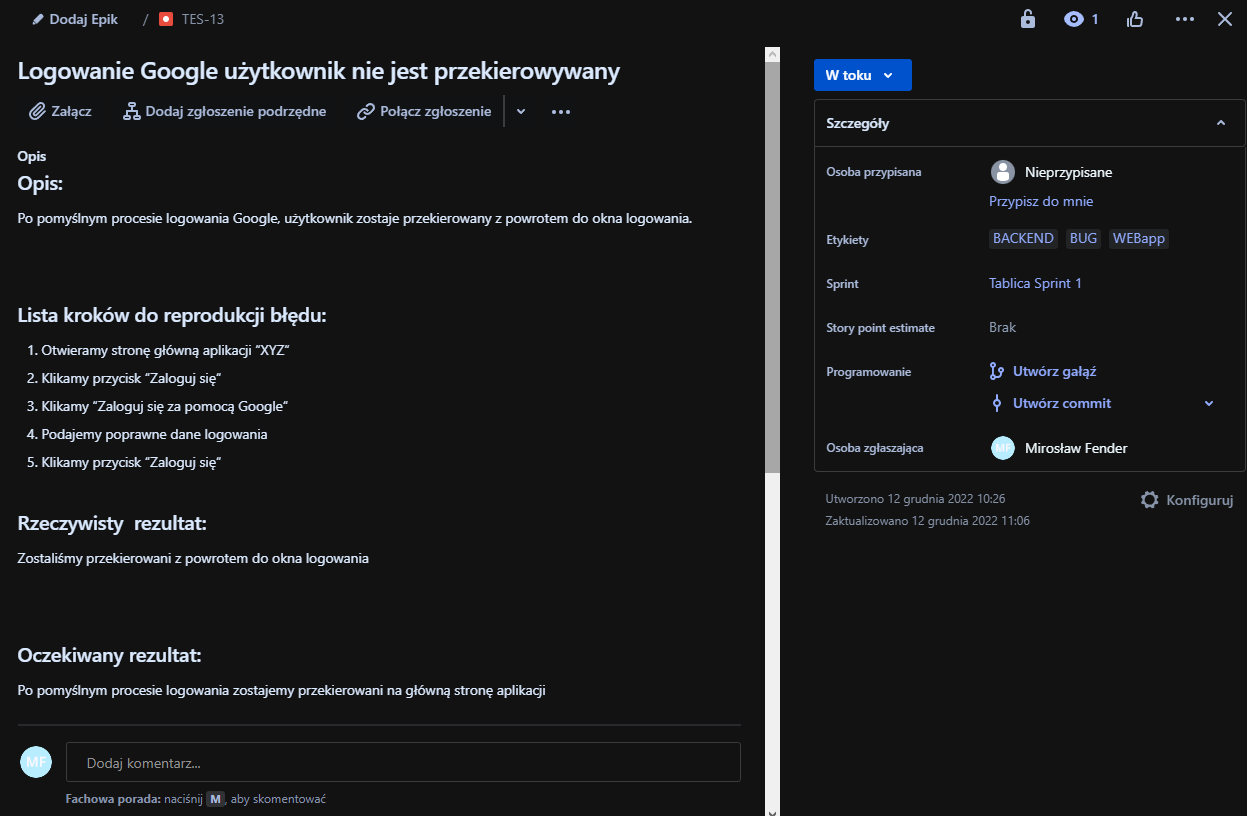 Dodaj Epik / TES-13
1
Logowanie Google użytkownik nie jest przekierowywany
Załącz Dodaj zgłoszenie podrzędne Połącz zgłoszenie
Opis
Opis:
Po pomyślnym procesie logowania Google, użytkownik zostaje przekierowany z powrotem do okna logowania.
Lista kroków do reprodukcji błędu:
1. Otwieramy stronę główną aplikacji “XYZ”
2. Klikamy przycisk “Zaloguj się”
3. Klikamy “Zaloguj się za pomocą Google”
4. Podajemy poprawne dane logowania
5. Klikamy przycisk “Zaloguj się”
Rzeczywisty  rezultat:
Zostaliśmy przekierowani z powrotem do okna logowania
Oczekiwany rezultat:
Po pomyślnym procesie logowania zostajemy przekierowani na główną stronę aplikacji
MF
Dodaj komentarz...
Fachowa porada: naciśnij M, aby skomentować
W toku
Szczegóły
Osoba przypisana Nieprzypisane
Przypisz do mnie
Etykiety BACKEND BUG WEBapp
Sprint Tablica Sprint 1
Story point estimate Brak
Programowanie Utwórz gałąź
Utwórz commit
Osoba zgłaszająca MF Mirosław Fender
Utworzono 12 grudnia 2022 10:26
Konfiguruj
Zaktualizowano 12 grudnia 2022 11:06